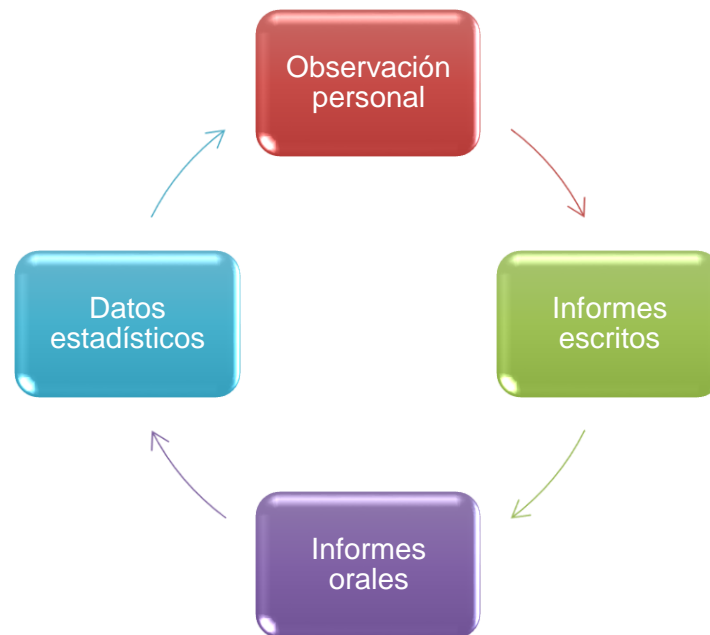 Observación
personal
Informes
escritos
Informes
orales
Datos
estadísticos